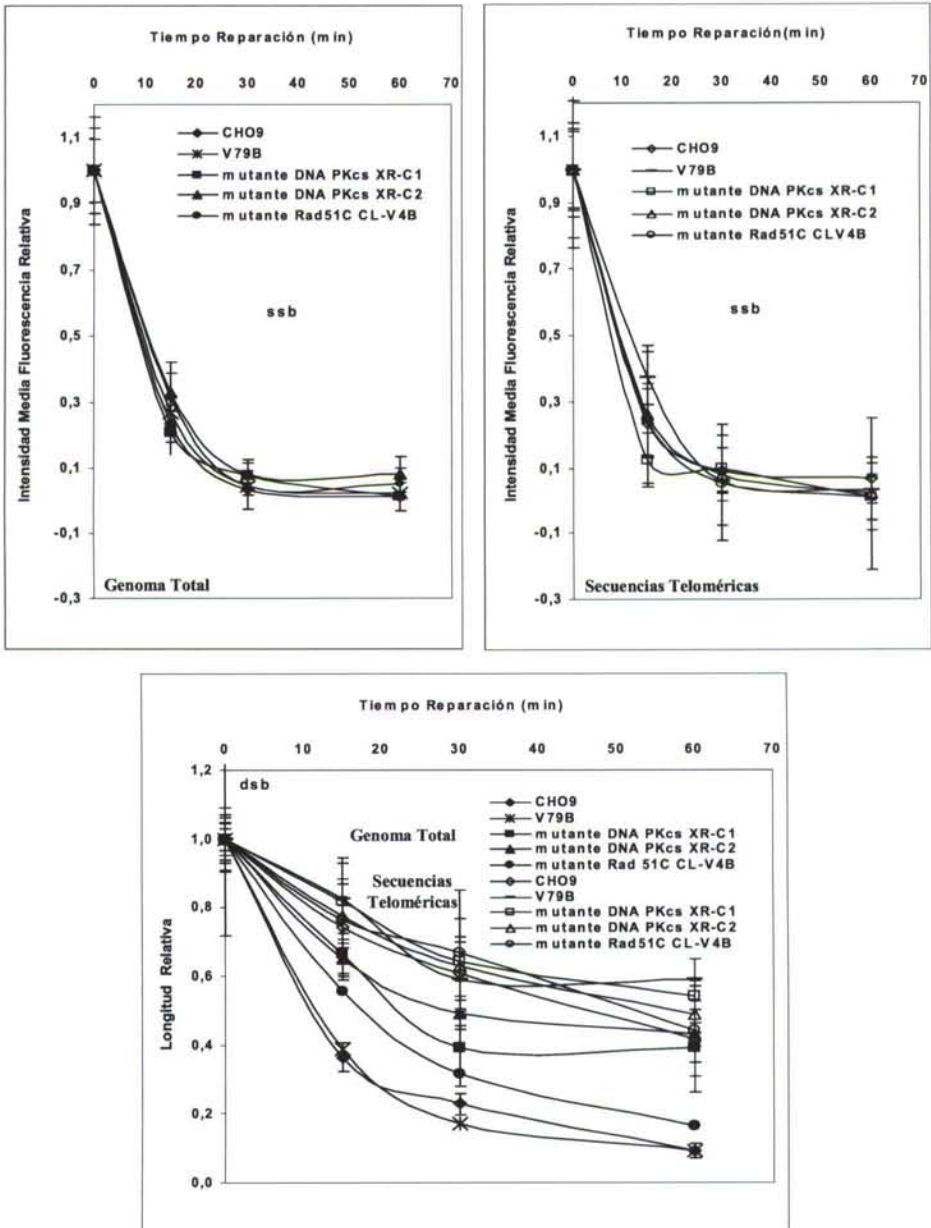 Tiempo Reparación (min)
0 10 20 30 40 50 60 70
1,1
0,9
0,7
0,5
0,3
0,1
-0,1
-0,3
Intensidad Media Fluorescencia Relativa
CHO9
V79B
mutante DNA PKcs XR-C1
mutante DNA PKcs XR-C2
mutante Rad51C CL-V4B
ssb
Genoma Total
Tiempo Reparación(min)
0 10 20 30 40 50 60 70
1,1
0,9
0,7
0,5
0,3
0,1
-0,1
-0,3
Intensidad Media Fluorescencia Relativa
CHO9
V79B
mutante DNA PKcs XR-C1
mutante DNA PKcs XR-C2
mutante Rad51C CLV4B
ssb
Secuencias Teloméricas
Tiempo Reparación (min)
0 10 20 30 40 50 60 70
1,2
1,0
0,8
0,6
0,4
0,2
0,0
Longitud Relativa
dsb
Genoma Total
Secuencias
Teloméricas
CHO9
V79B
mutante DNA PKcs XR-C1
mutante DNA PKcs XR-C2
mutante Rad 51C CL-V4B
CHO9
V79B
mutante DNA PKcs XR-C1
mutante DNA PKcs XR-C2
mutante Rad51C CL-V4B